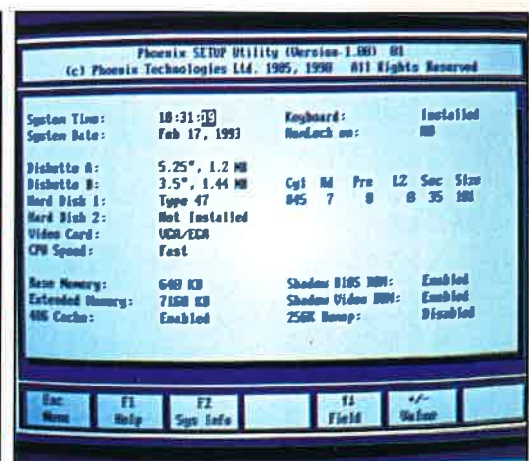 Phoenix SETUP Utility (Version 1.00) 01
(c) Phoenix Technologies Ltd. 1985, 1990 All Rights Reserved
System Time: 18:31:19 Keyboard: Installed
System Date: Feb 17, 1993 NumLock on:
Diskette A: 5.25", 1.2 MB
Diskette B: 3.5", 1.44 MB Cyl Hd Pre LZ Sec Size
Hard Disk 1: Type 47 845 7 0 0 35 101
Hard Disk 2: Not Installed
Video Card: VGA/EGA
CPU Speed: Fast
Base Memory: 640 KB Shadow BIOS ROM: Enabled
Extended Memory: 7168 KB Shadow Video ROM: Enabled
486 Cache: Enabled 256K Remap: Disabled
Esc F1 F2 ↑↓ +/-
Menu Help Sys Info Field Value